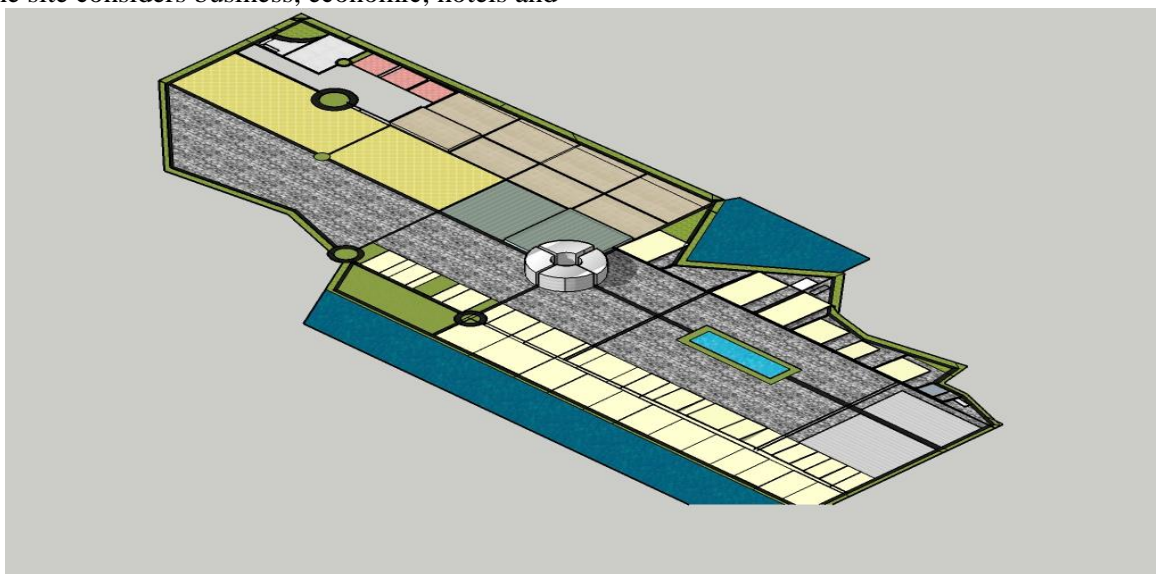 site considers business, economic, hotels and